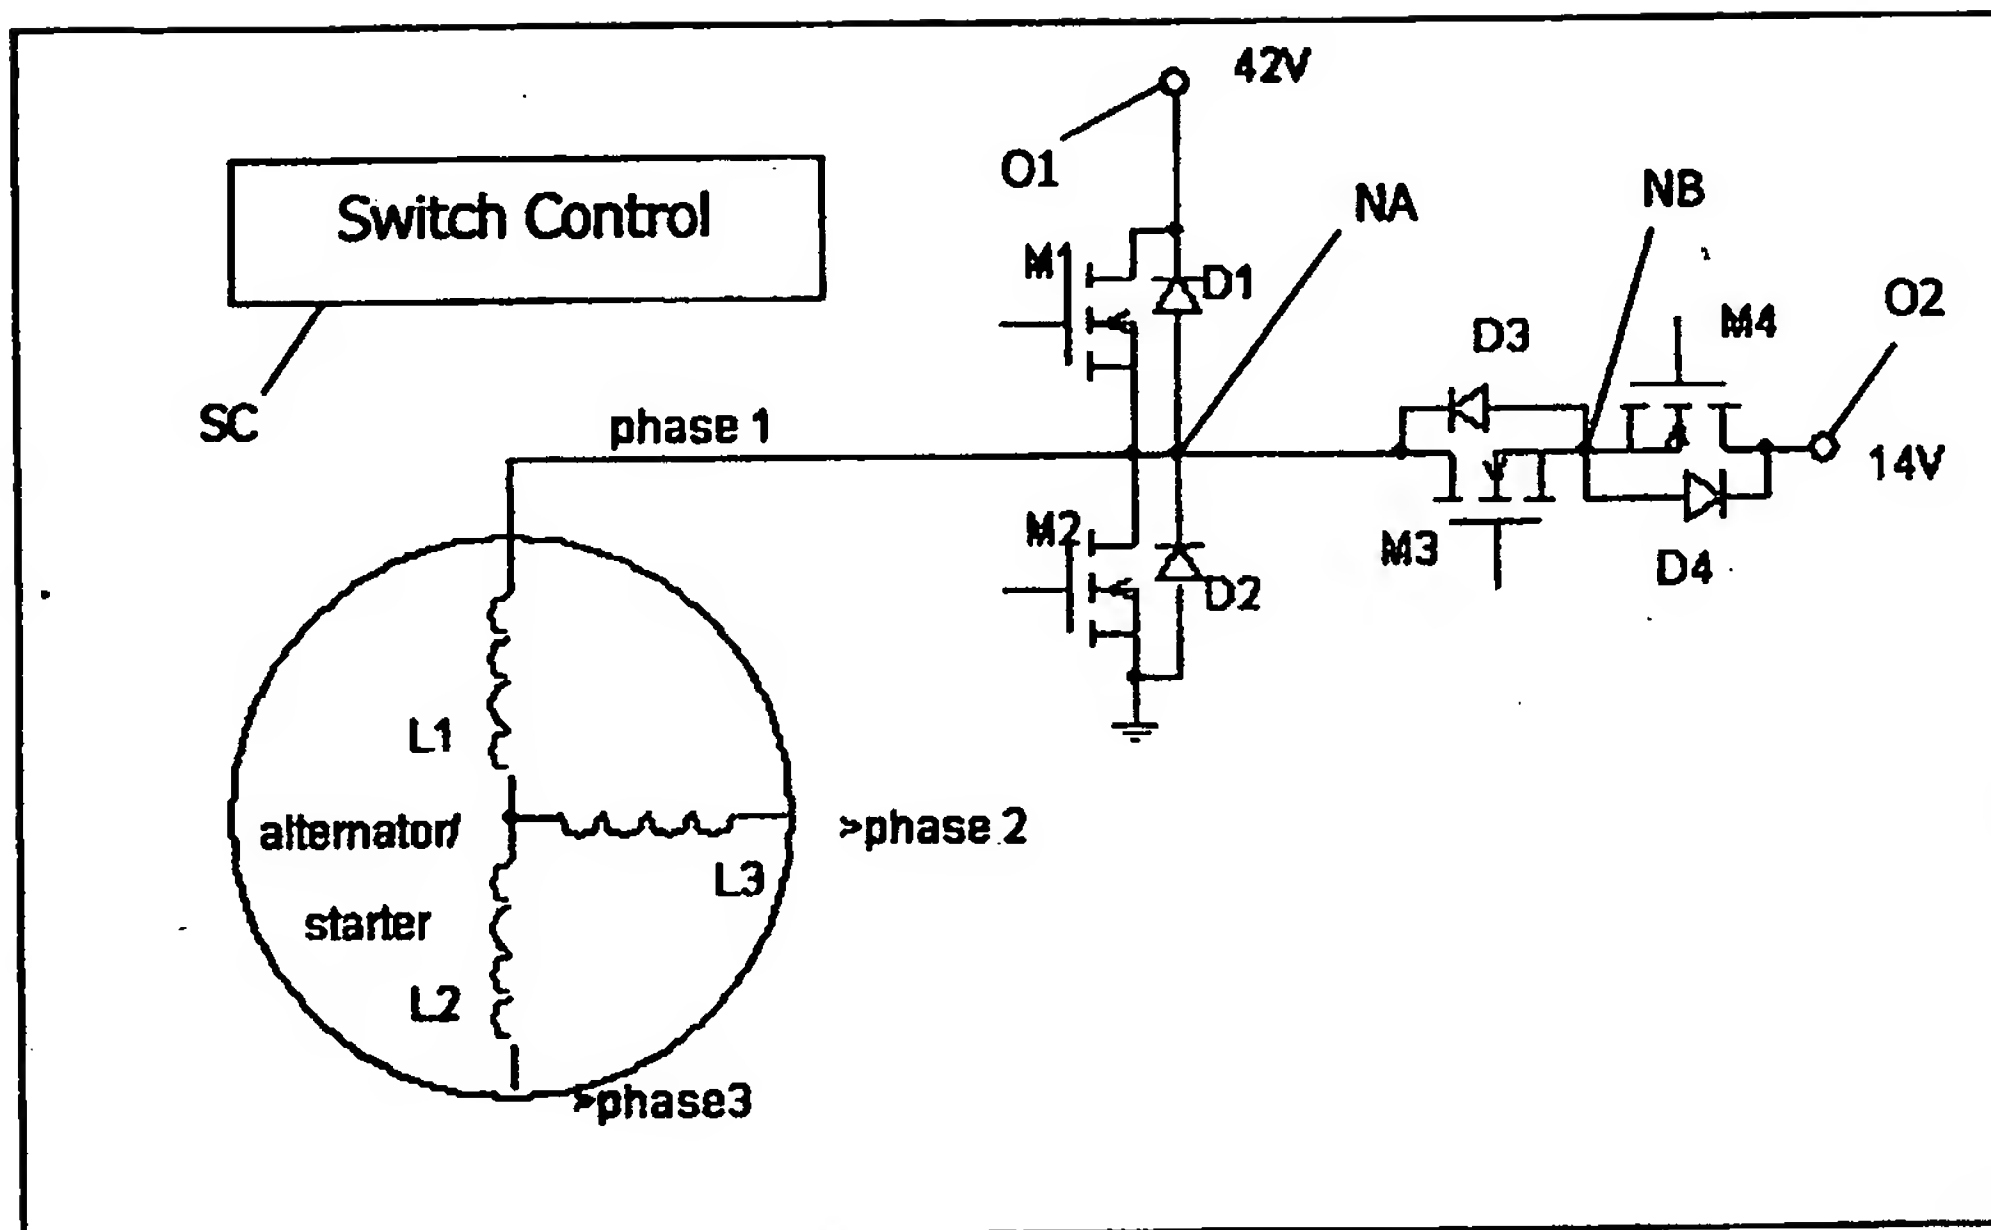 42V
O1
Switch Control
NA
NB
M1
D1
O2
M4
D3
SC
phase 1
14V
M2
M3
D4
D2
L1
alternator/
>phase 2
L3
starter
L2
>phase3